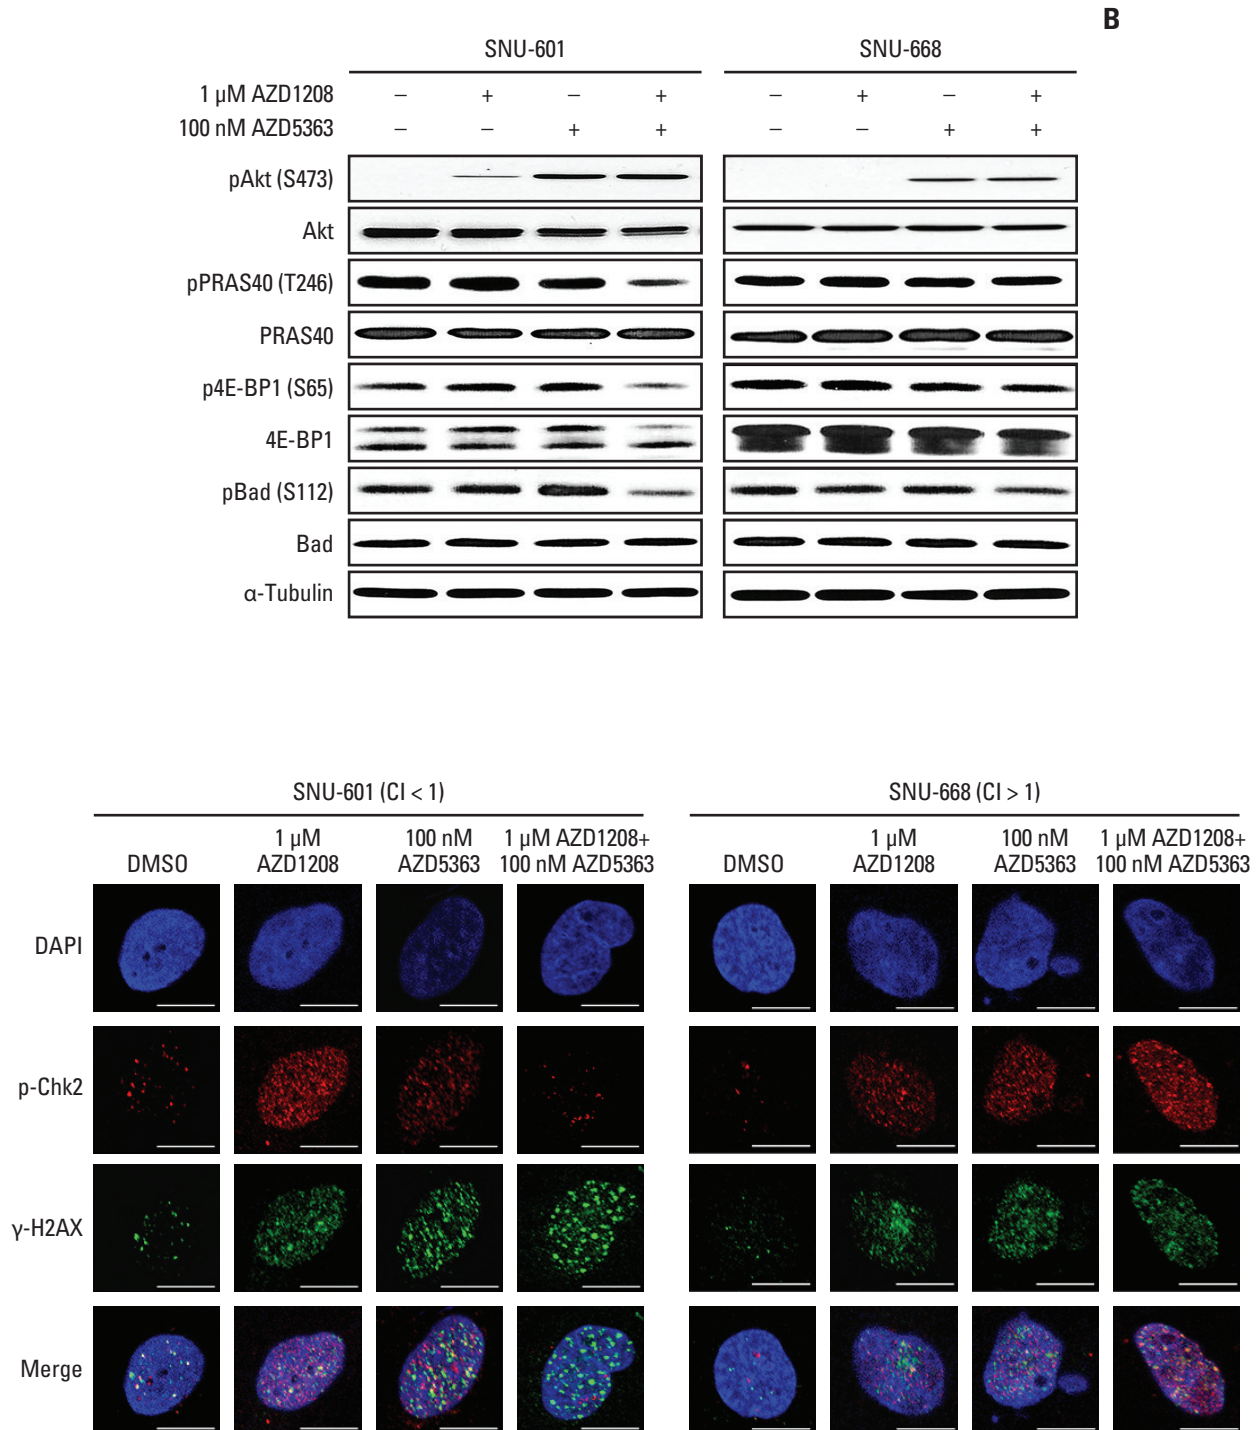 B
SNU-601 SNU-668
1 µM AZD1208 – + – + – + – +
100 nM AZD5363 – – + + – – + +
pAkt (S473)
Akt
pPRAS40 (T246)
PRAS40
p4E-BP1 (S65)
4E-BP1
pBad (S112)
Bad
α-Tubulin
SNU-601 (CI < 1) SNU-668 (CI > 1)
1 µM 100 nM 1 µM AZD1208+ 1 µM 100 nM 1 µM AZD1208+
DMSO AZD1208 AZD5363 100 nM AZD5363 DMSO AZD1208 AZD5363 100 nM AZD5363
DAPI
p-Chk2
γ-H2AX
Merge